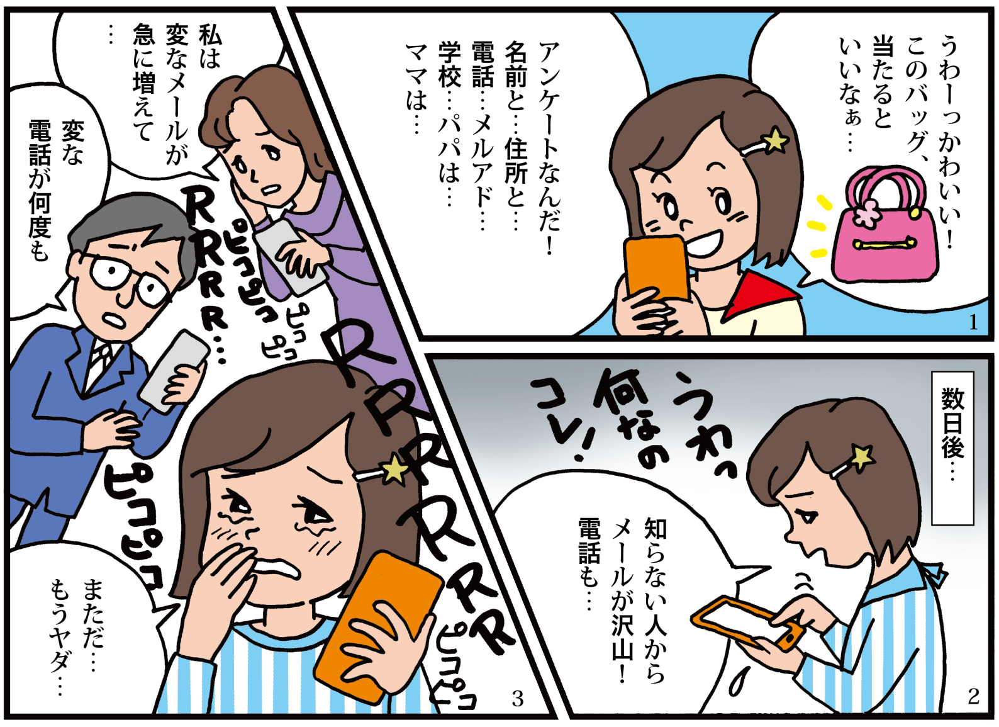 うわーっかわいい！
このバッグ、
当たると
いいなぁ…
アンケートなんだ！
名前と…住所と…
電話…メルアド…
学校…パパは…
ママは…
1
数日後…
うわっ
何なの
コレ！
知らない人から
メールが沢山！
電話も…
2
私は
変なメールが
急に増えて
…
変な
電話が何度も
RRRR…
ピコピコ
ピココ
ピコ
RRRRRRR
ピコピコ
ピコピコ
まただ…
もうヤダ…
3